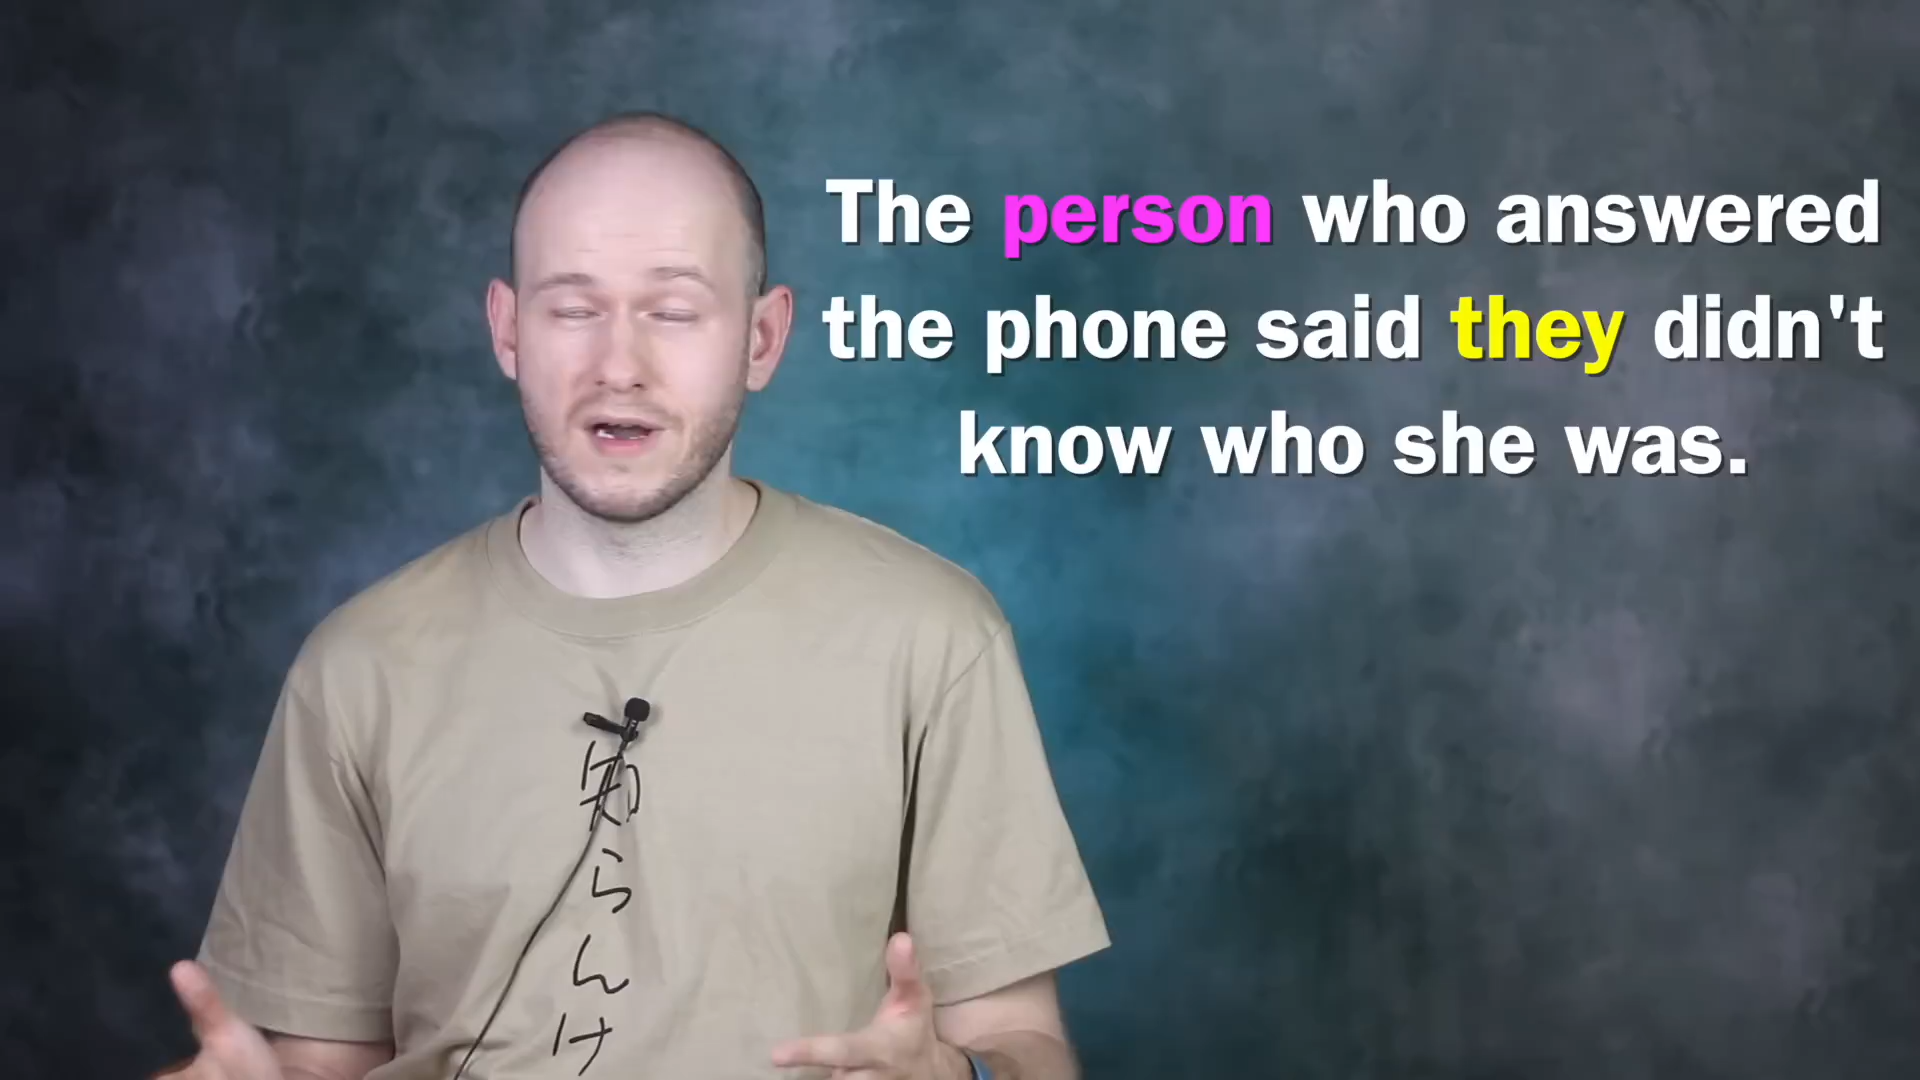 The person who answered
the phone said they didn't
know who she was.
知らんけ